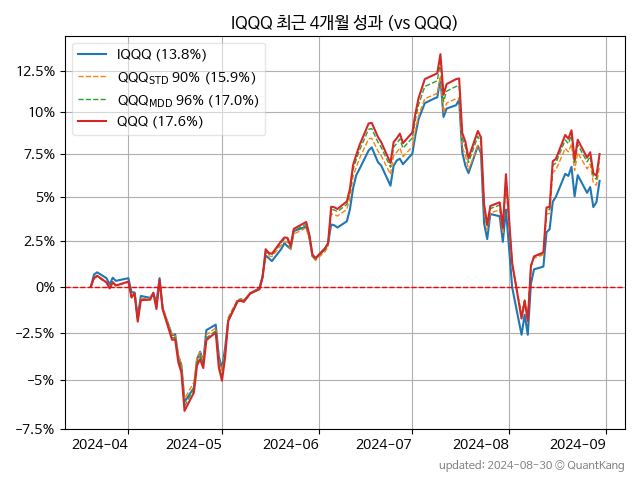 IQQQ 최근 4개월 성과 (vs QQQ)
IQQQ (13.8%)
QQQSTD 90% (15.9%)
QQQMDD 96% (17.0%)
QQQ (17.6%)
12.5%
10%
7.5%
5%
2.5%
0%
−2.5%
−5%
−7.5%
2024-04 2024-05 2024-06 2024-07 2024-08 2024-09
updated: 2024-08-30 © QuantKang